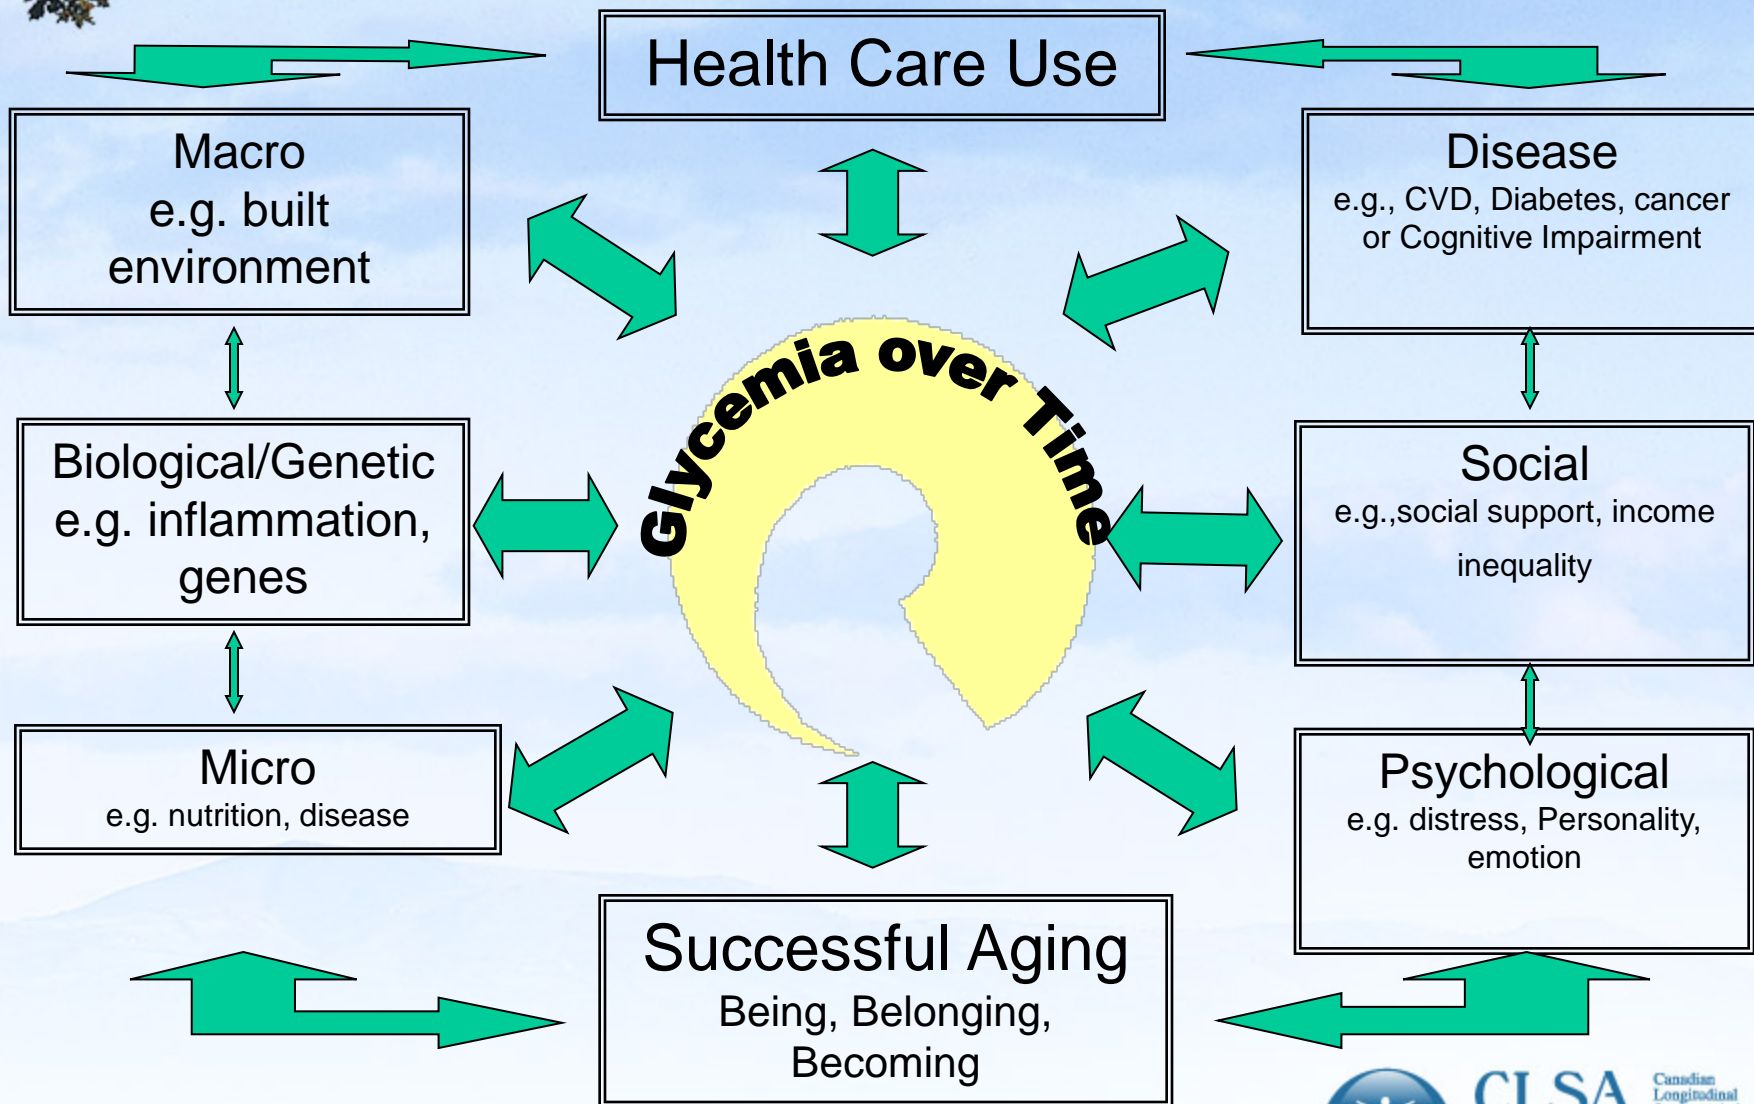 Health Care Use
Macro
e.g. built
environment
Disease
e.g., CVD, Diabetes, cancer
or Cognitive Impairment
Glycemia over Time
Biological/Genetic
e.g. inflammation,
genes
Social
e.g.,social support, income
inequality
Micro
e.g. nutrition, disease
Psychological
e.g. distress, Personality,
emotion
Successful Aging
Being, Belonging,
Becoming
CLSA
Canadian
Longitudinal